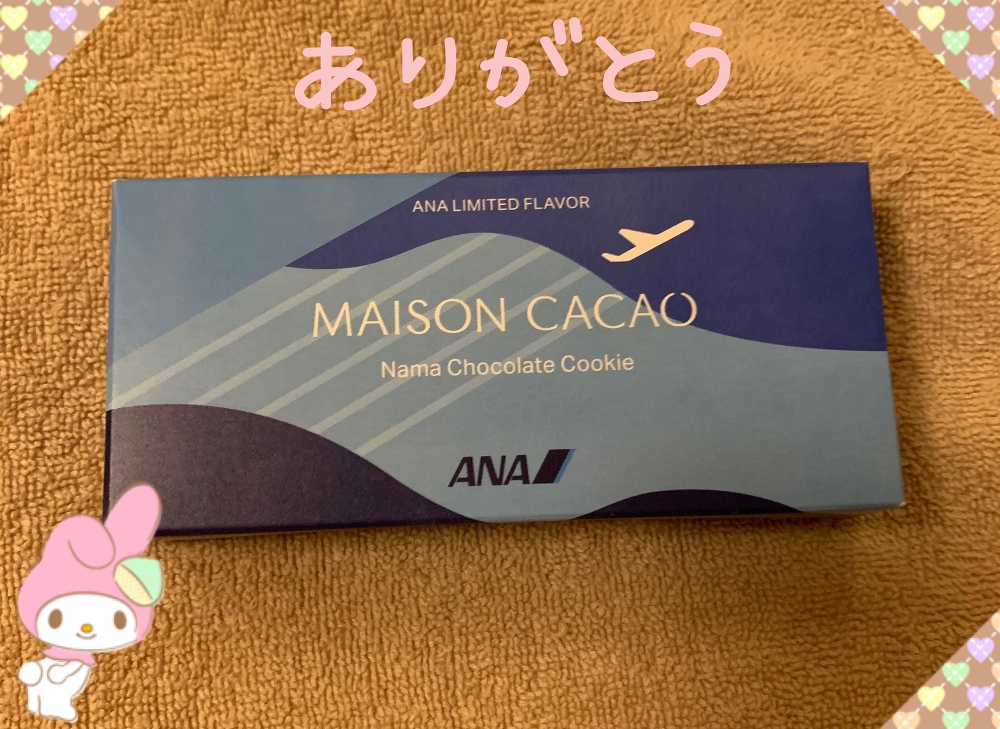 ありがとう
ANA LIMITED FLAVOR
MAISON CACAO
Nama Chocolate Cookie
ANA